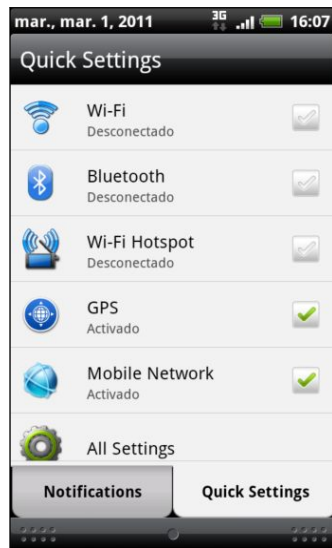 mar., mar. 1, 2011 3G 16:07
Quick Settings
Wi-Fi
Desconectado
Bluetooth
Desconectado
Wi-Fi Hotspot
Desconectado
GPS
Activado
Mobile Network
Activado
All Settings
Notifications Quick Settings